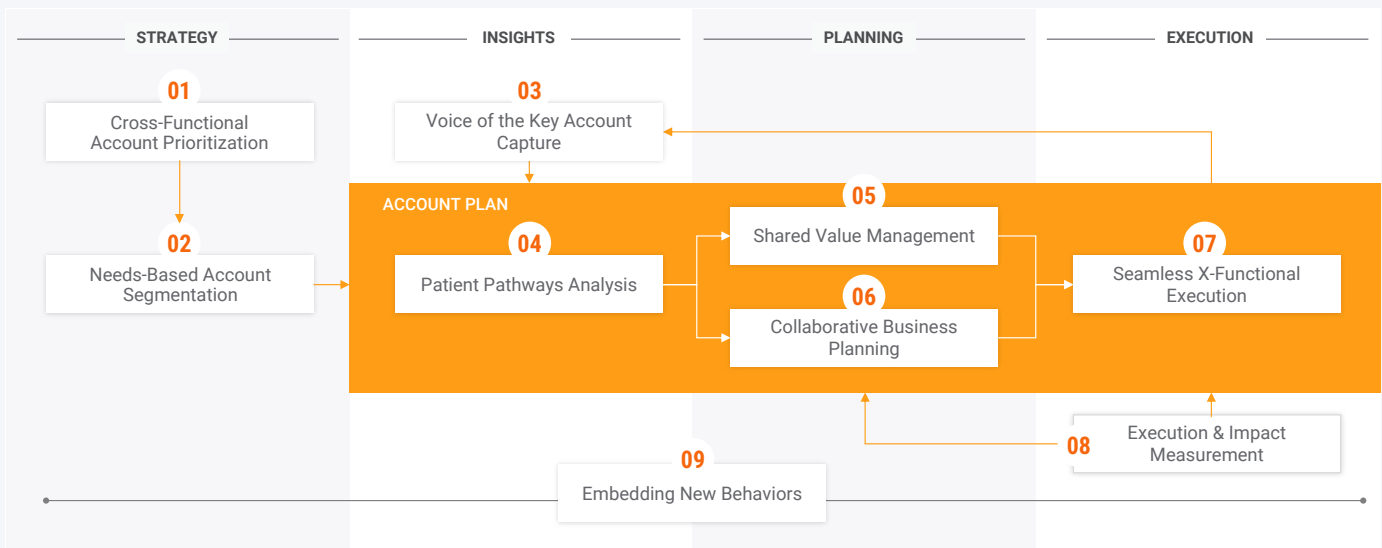 STRATEGY
INSIGHTS
PLANNING
EXECUTION
01
Cross-Functional
Account Prioritization
02
Needs-Based Account
Segmentation
03
Voice of the Key Account
Capture
ACCOUNT PLAN
04
Patient Pathways Analysis
05
Shared Value Management
06
Collaborative Business
Planning
07
Seamless X-Functional
Execution
08
Execution & Impact
Measurement
09
Embedding New Behaviors